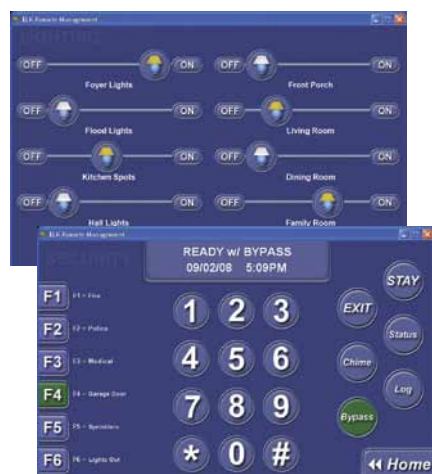 ELK Remote Management
LIGHTING
OFF ON OFF ON
Foyer Lights Front Porch
OFF ON OFF ON
Flood Lights Living Room
OFF ON OFF ON
Kitchen Spots Dining Room
OFF ON OFF ON
Hall Lights Family Room
ELK Remote Management
SECURITY
READY w/ BYPASS
09/02/08 5:09PM
STAY
F1 F1 = Fire 1 2 3 EXIT
F2 F2 = Police Status
F3 F3 = Medical 4 5 6 Chime
F4 F4 = Garage Door Log
7 8 9 Bypass
F5 F5 = Sprinklers
F6 F6 = Lights Out * 0 # Home